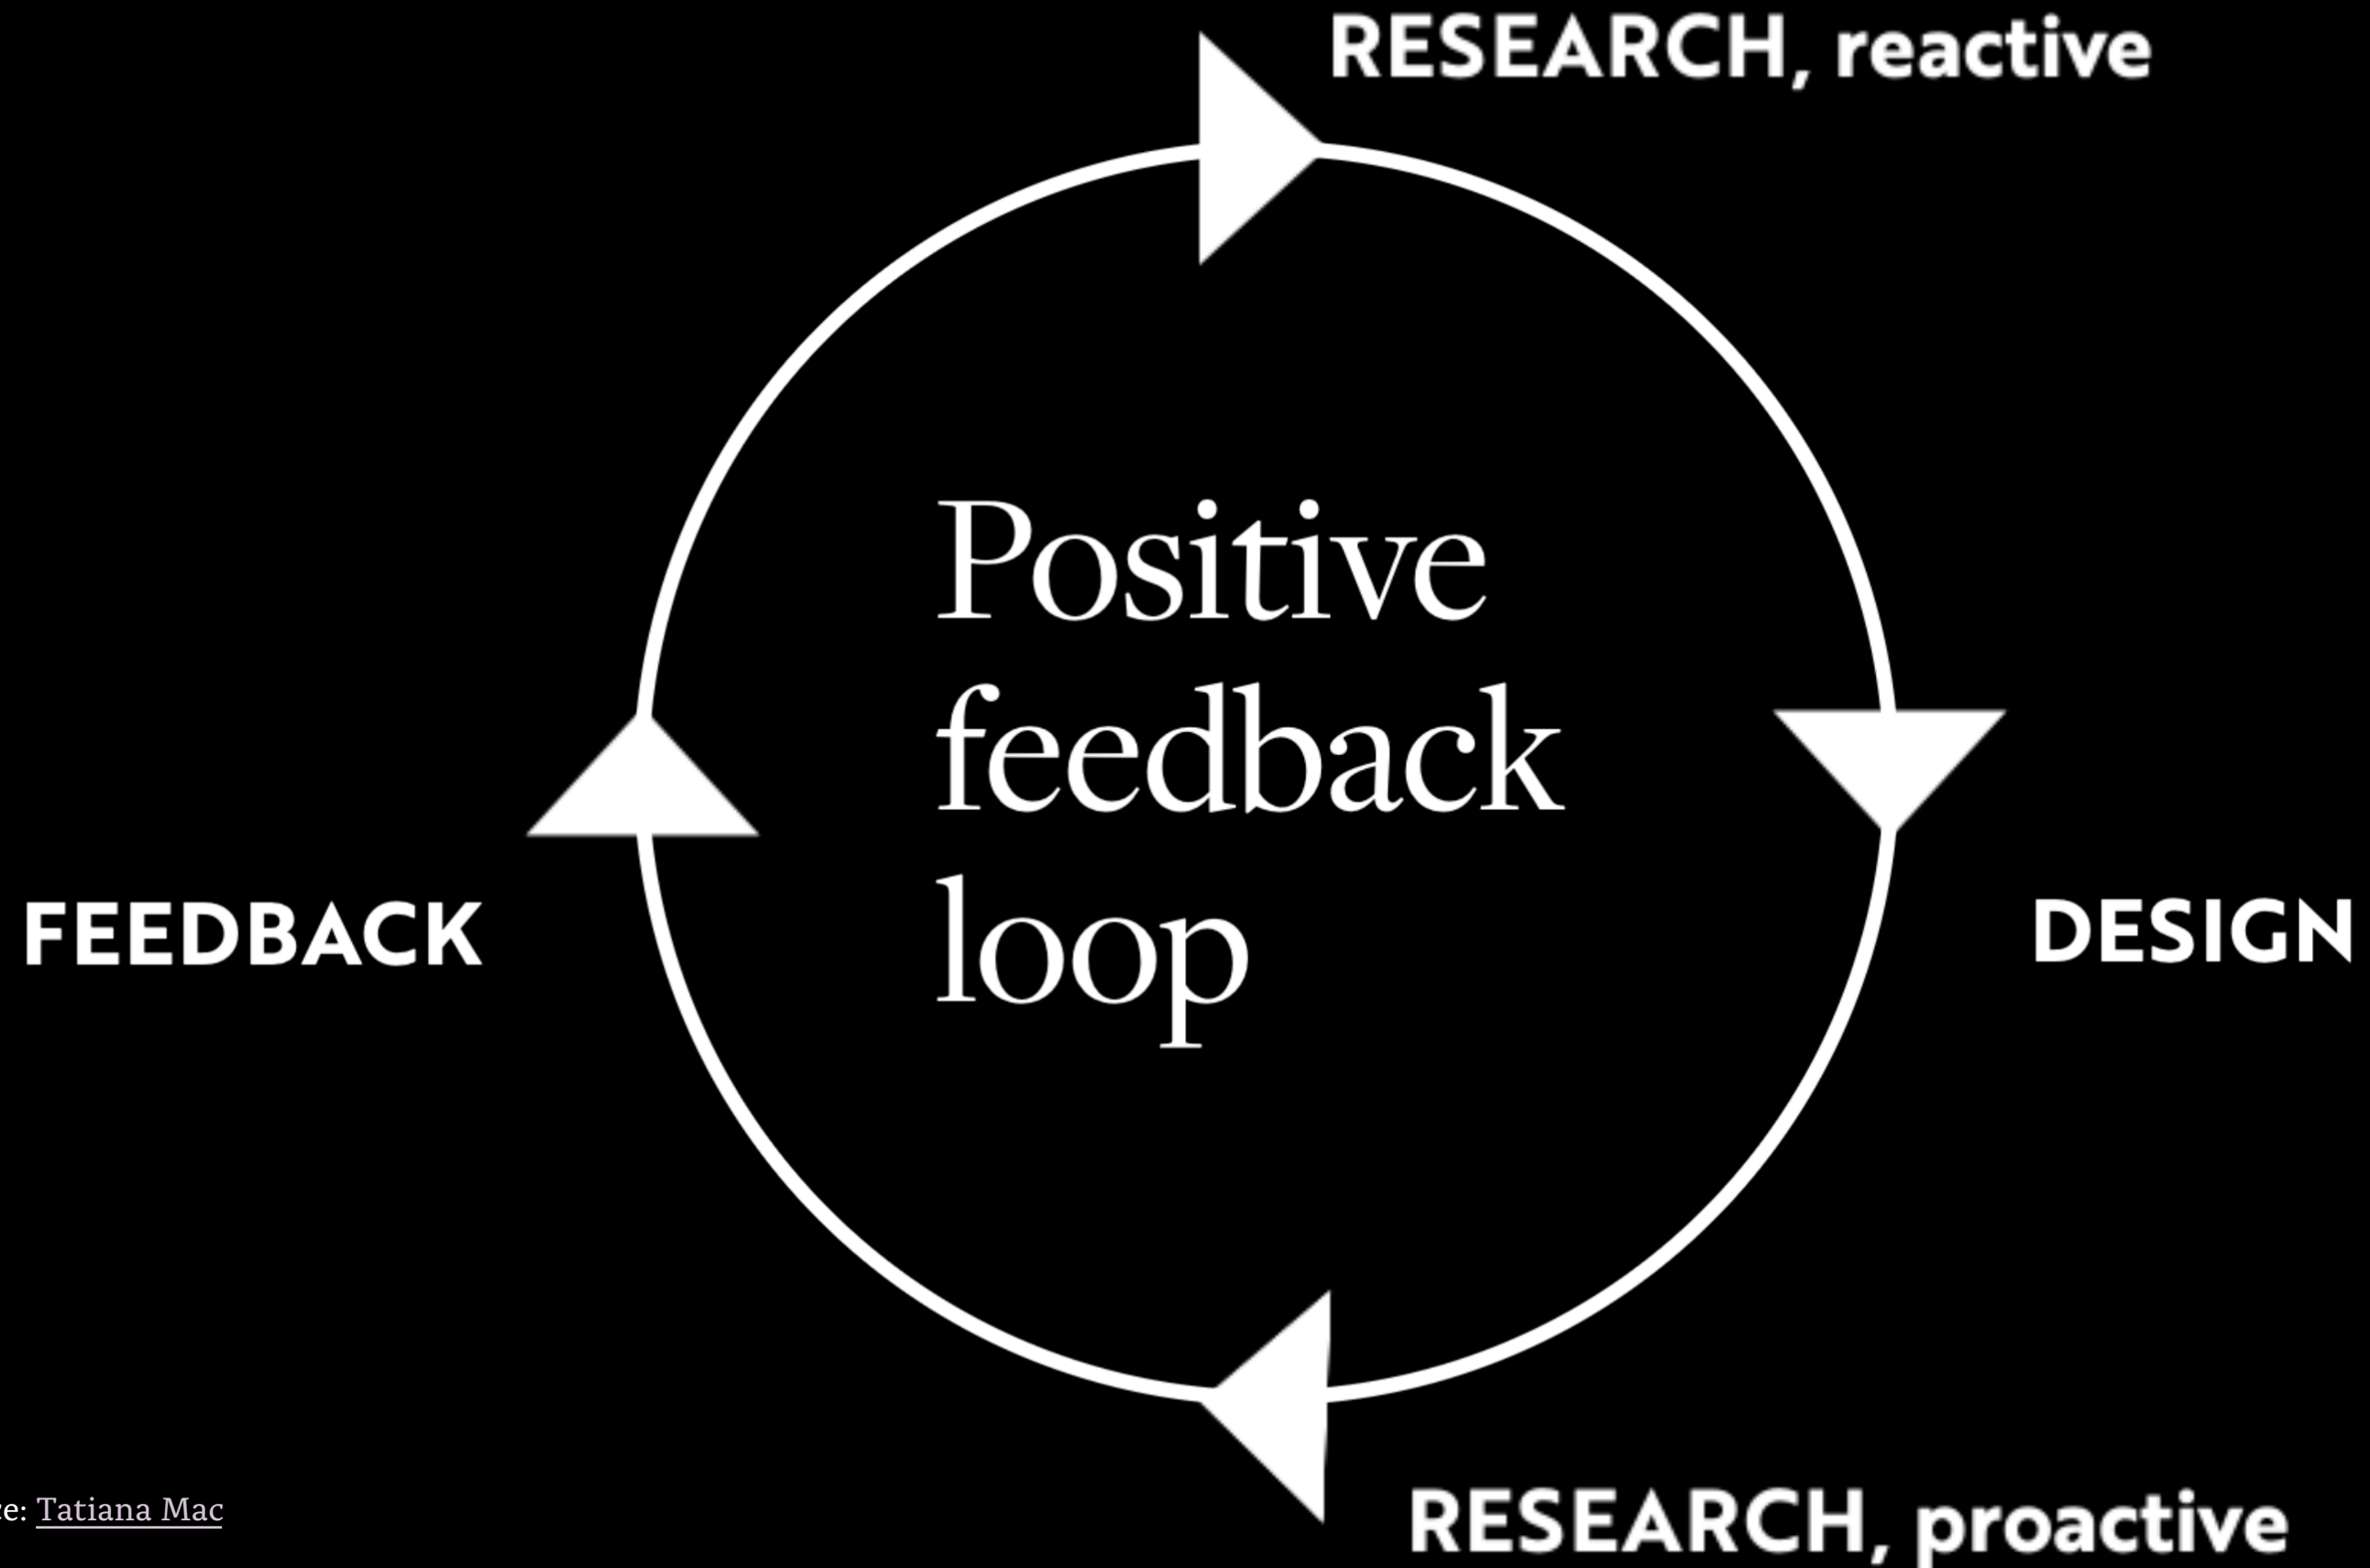 RESEARCH, reactive
Positive
feedback
loop
FEEDBACK
DESIGN
Tatiana Mac
RESEARCH, proactive